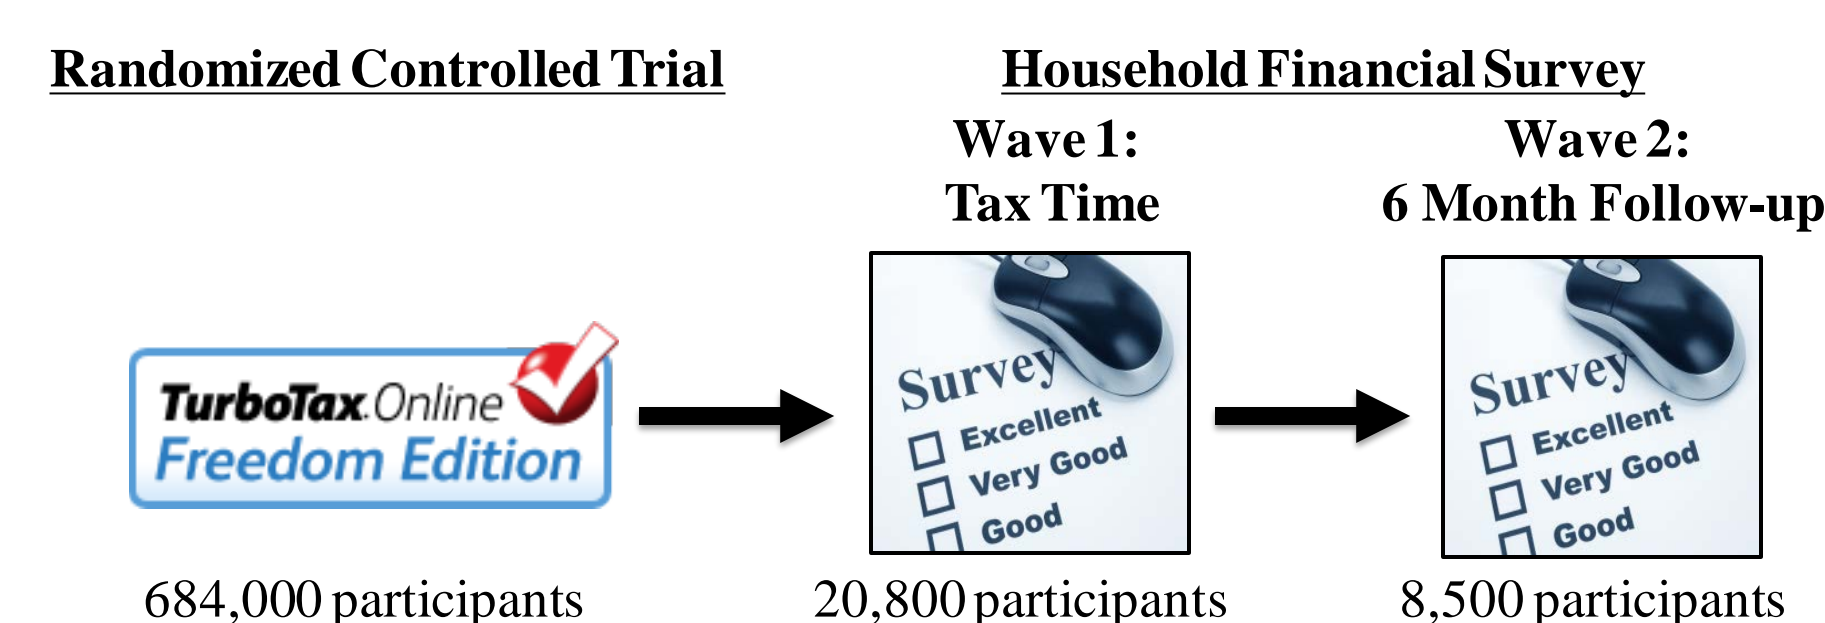 Randomized Controlled Trial
Household Financial Survey
Wave 1:
Tax Time
Wave 2:
6 Month Follow-up
TurboTax.Online
Freedom Edition
Survey
Excellent
Very Good
Good
Survey
Excellent
Very Good
Good
684,000 participants
20,800 participants
8,500 participants